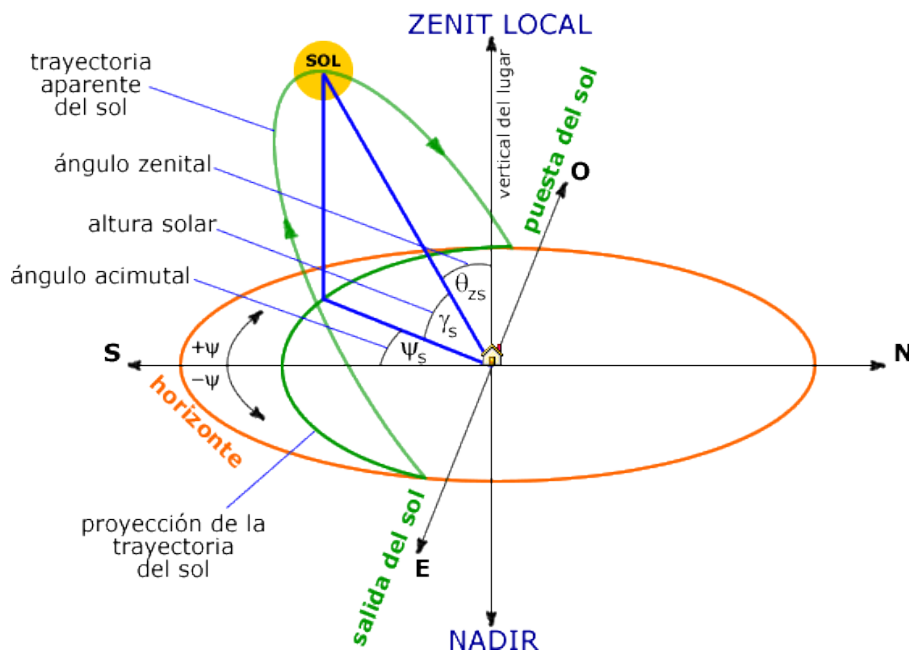 ZENIT LOCAL
SOL
trayectoria
aparente
del sol
vertical del lugar
puesta del sol
O
ángulo zenital
altura solar
ángulo acimutal
θzs
γs
ψs
S
N
+ψ
−ψ
horizonte
proyección de la
trayectoria
del sol
salida del sol
E
NADIR